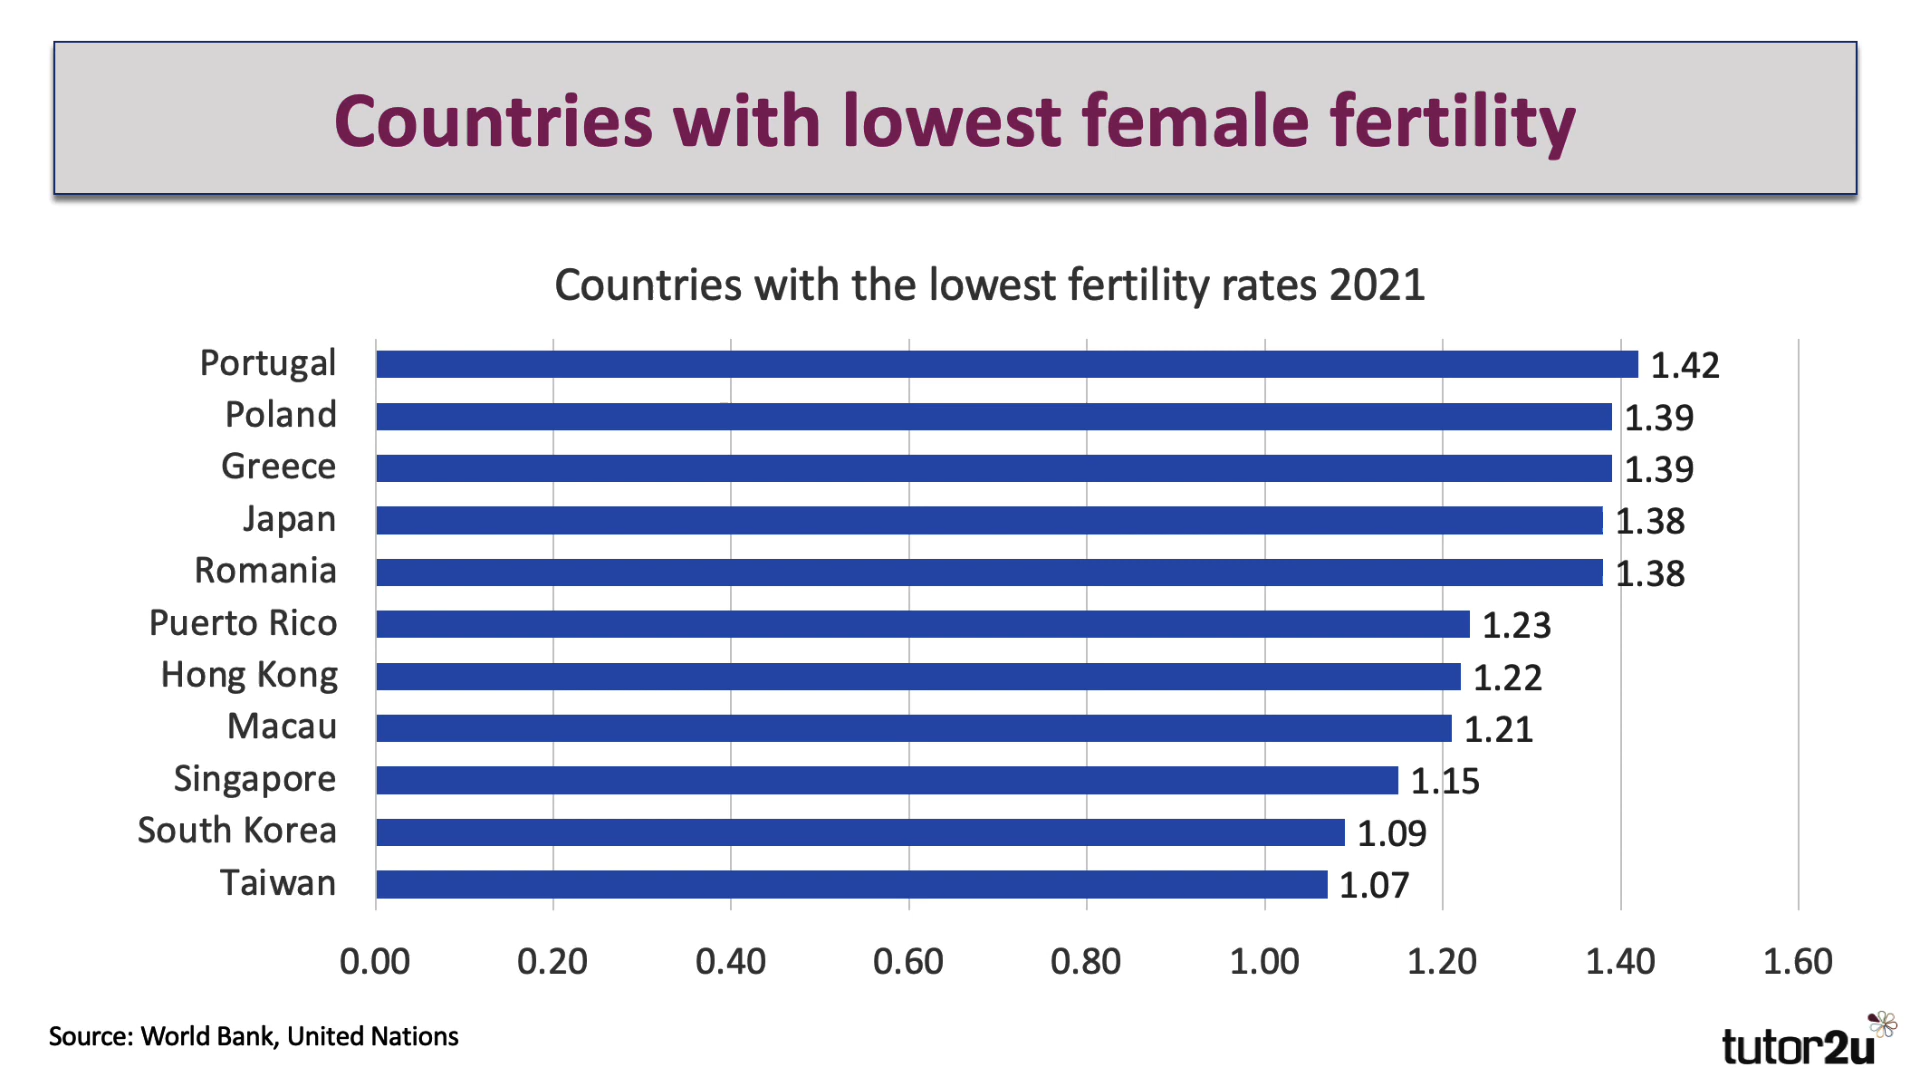 Countries with lowest female fertility
Countries with the lowest fertility rates 2021
Portugal 1.42
Poland 1.39
Greece 1.39
Japan 1.38
Romania 1.38
Puerto Rico 1.23
Hong Kong 1.22
Macau 1.21
Singapore 1.15
South Korea 1.09
Taiwan 1.07
0.00 0.20 0.40 0.60 0.80 1.00 1.20 1.40 1.60
Source: World Bank, United Nations
tutor2u